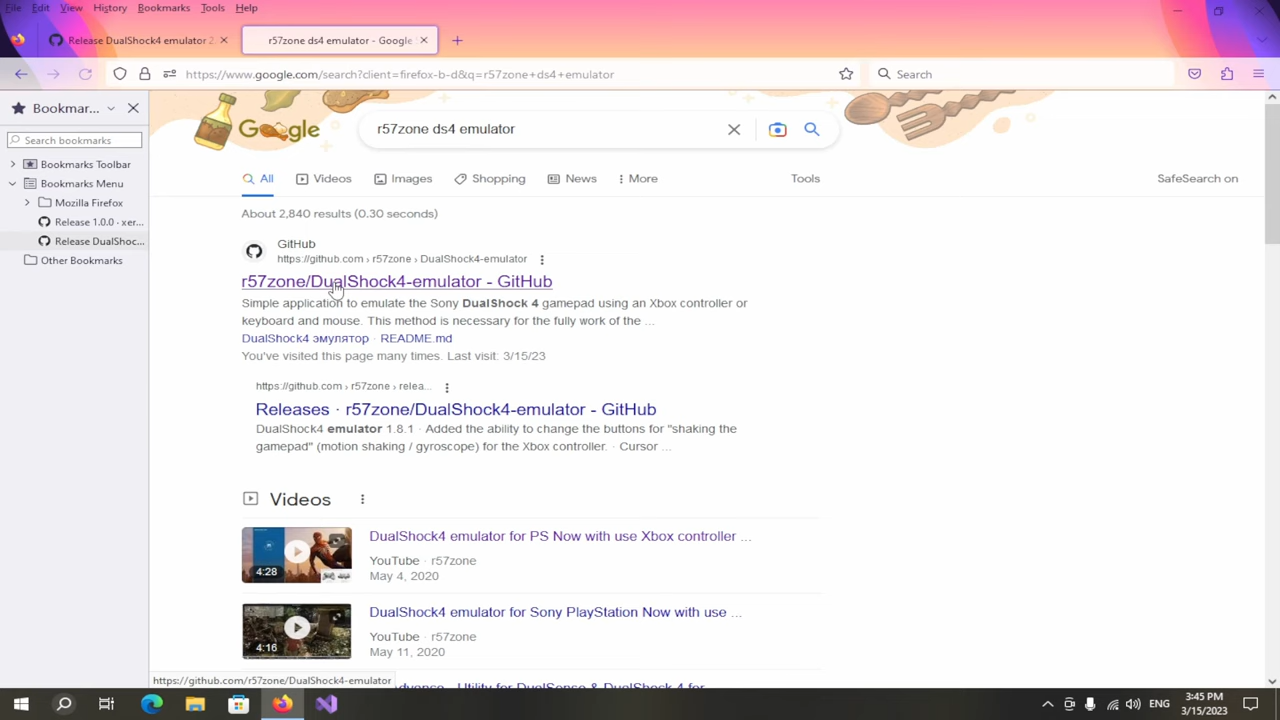 File Edit View History Bookmarks Tools Help
Release DualShock4 emulator 2.
r57zone ds4 emulator - Google
https://www.google.com/search?client=firefox-b-d&q=r57zone+ds4+emulator
Search
Bookmar...
Search bookmarks
Bookmarks Toolbar
Bookmarks Menu
Mozilla Firefox
Release 1.0.0 · xer...
Release DualShoc...
Other Bookmarks
Google
r57zone ds4 emulator
All Videos Images Shopping News More Tools SafeSearch on
About 2,840 results (0.30 seconds)
GitHub
https://github.com › r57zone › DualShock4-emulator
r57zone/DualShock4-emulator - GitHub
Simple application to emulate the Sony DualShock 4 gamepad using an Xbox controller or
keyboard and mouse. This method is necessary for the fully work of the ...
DualShock4 эмулятор · README.md
You've visited this page many times. Last visit: 3/15/23
https://github.com › r57zone › relea...
Releases · r57zone/DualShock4-emulator - GitHub
DualShock4 emulator 1.8.1 · Added the ability to change the buttons for "shaking the
gamepad" (motion shaking / gyroscope) for the Xbox controller. · Cursor ...
Videos
DualShock4 emulator for PS Now with use Xbox controller ...
4:28
YouTube · r57zone
May 4, 2020
DualShock4 emulator for Sony PlayStation Now with use ...
4:16
YouTube · r57zone
May 11, 2020
https://github.com/r57zone/DualShock4-emulator
Utility for DualSense & DualShock 4 for
ENG
3:45 PM
3/15/2023